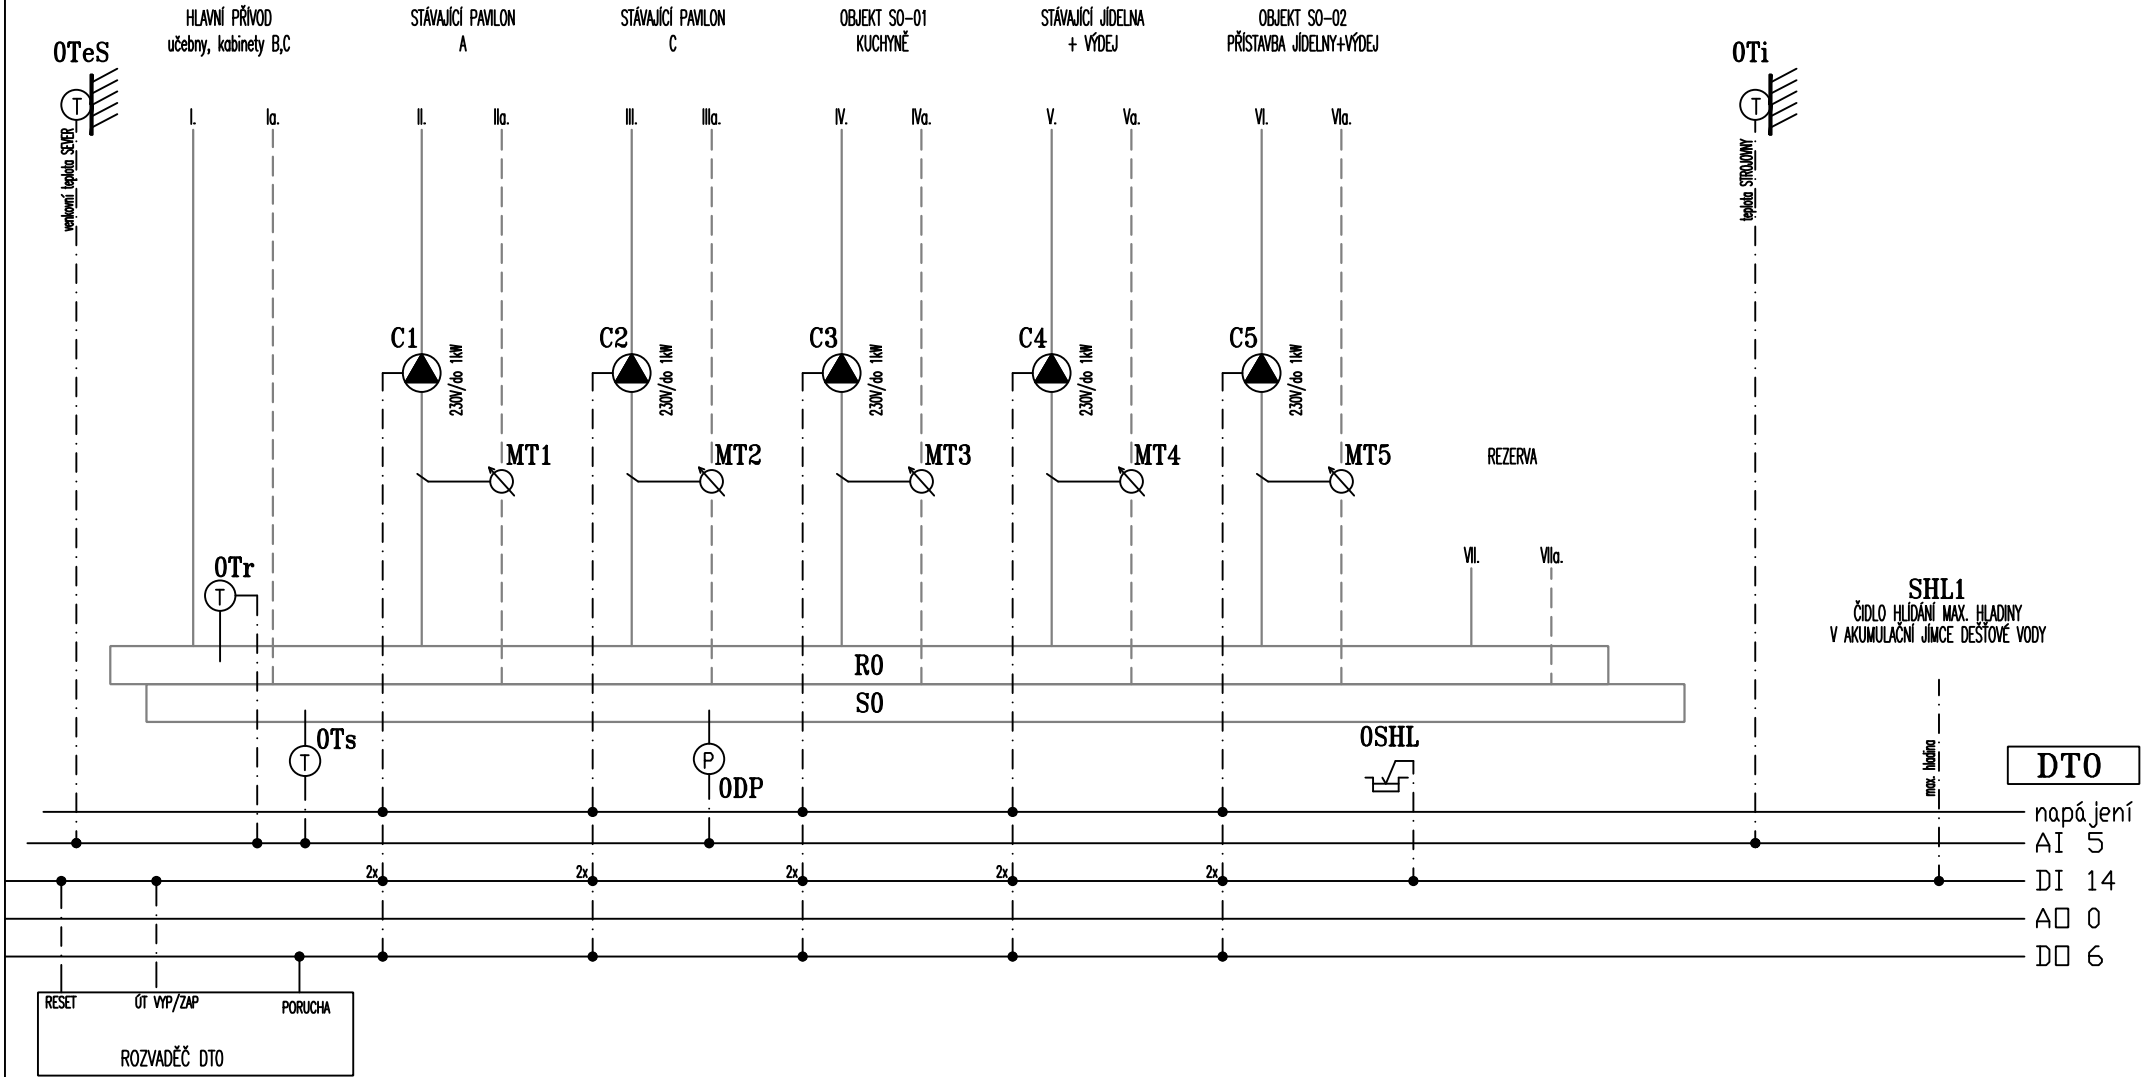 HLAVNÍ PŘÍVOD
učebny, kabinety B,C
STÁVAJÍCÍ PAVILON
A
STÁVAJÍCÍ PAVILON
C
OBJEKT SO-01
KUCHYNĚ
STÁVAJÍCÍ JÍDELNA
+ VÝDEJ
OBJEKT SO-02
PŘÍSTAVBA JÍDELNY+VÝDEJ
0TeS
T
venkovní teplota SEVER
0Ti
T
teplota STROJOVNY
I.
Ia.
II.
IIa.
III.
IIIa.
IV.
IVa.
V.
Va.
VI.
VIa.
C1
230V/do 1kW
C2
230V/do 1kW
C3
230V/do 1kW
C4
230V/do 1kW
C5
230V/do 1kW
MT1
MT2
MT3
MT4
MT5
REZERVA
VII.
VIIa.
0Tr
T
SHL1
ČIDLO HLÍDÁNÍ MAX. HLADINY
V AKUMULAČNÍ JÍMCE DEŠŤOVÉ VODY
max. hladina
R0
S0
0Ts
T
P
0DP
0SHL
DT0
napájení
AI 5
2x
2x
2x
2x
2x
DI 14
AO 0
DO 6
RESET
ÚT VYP/ZAP
PORUCHA
ROZVADĚČ DT0